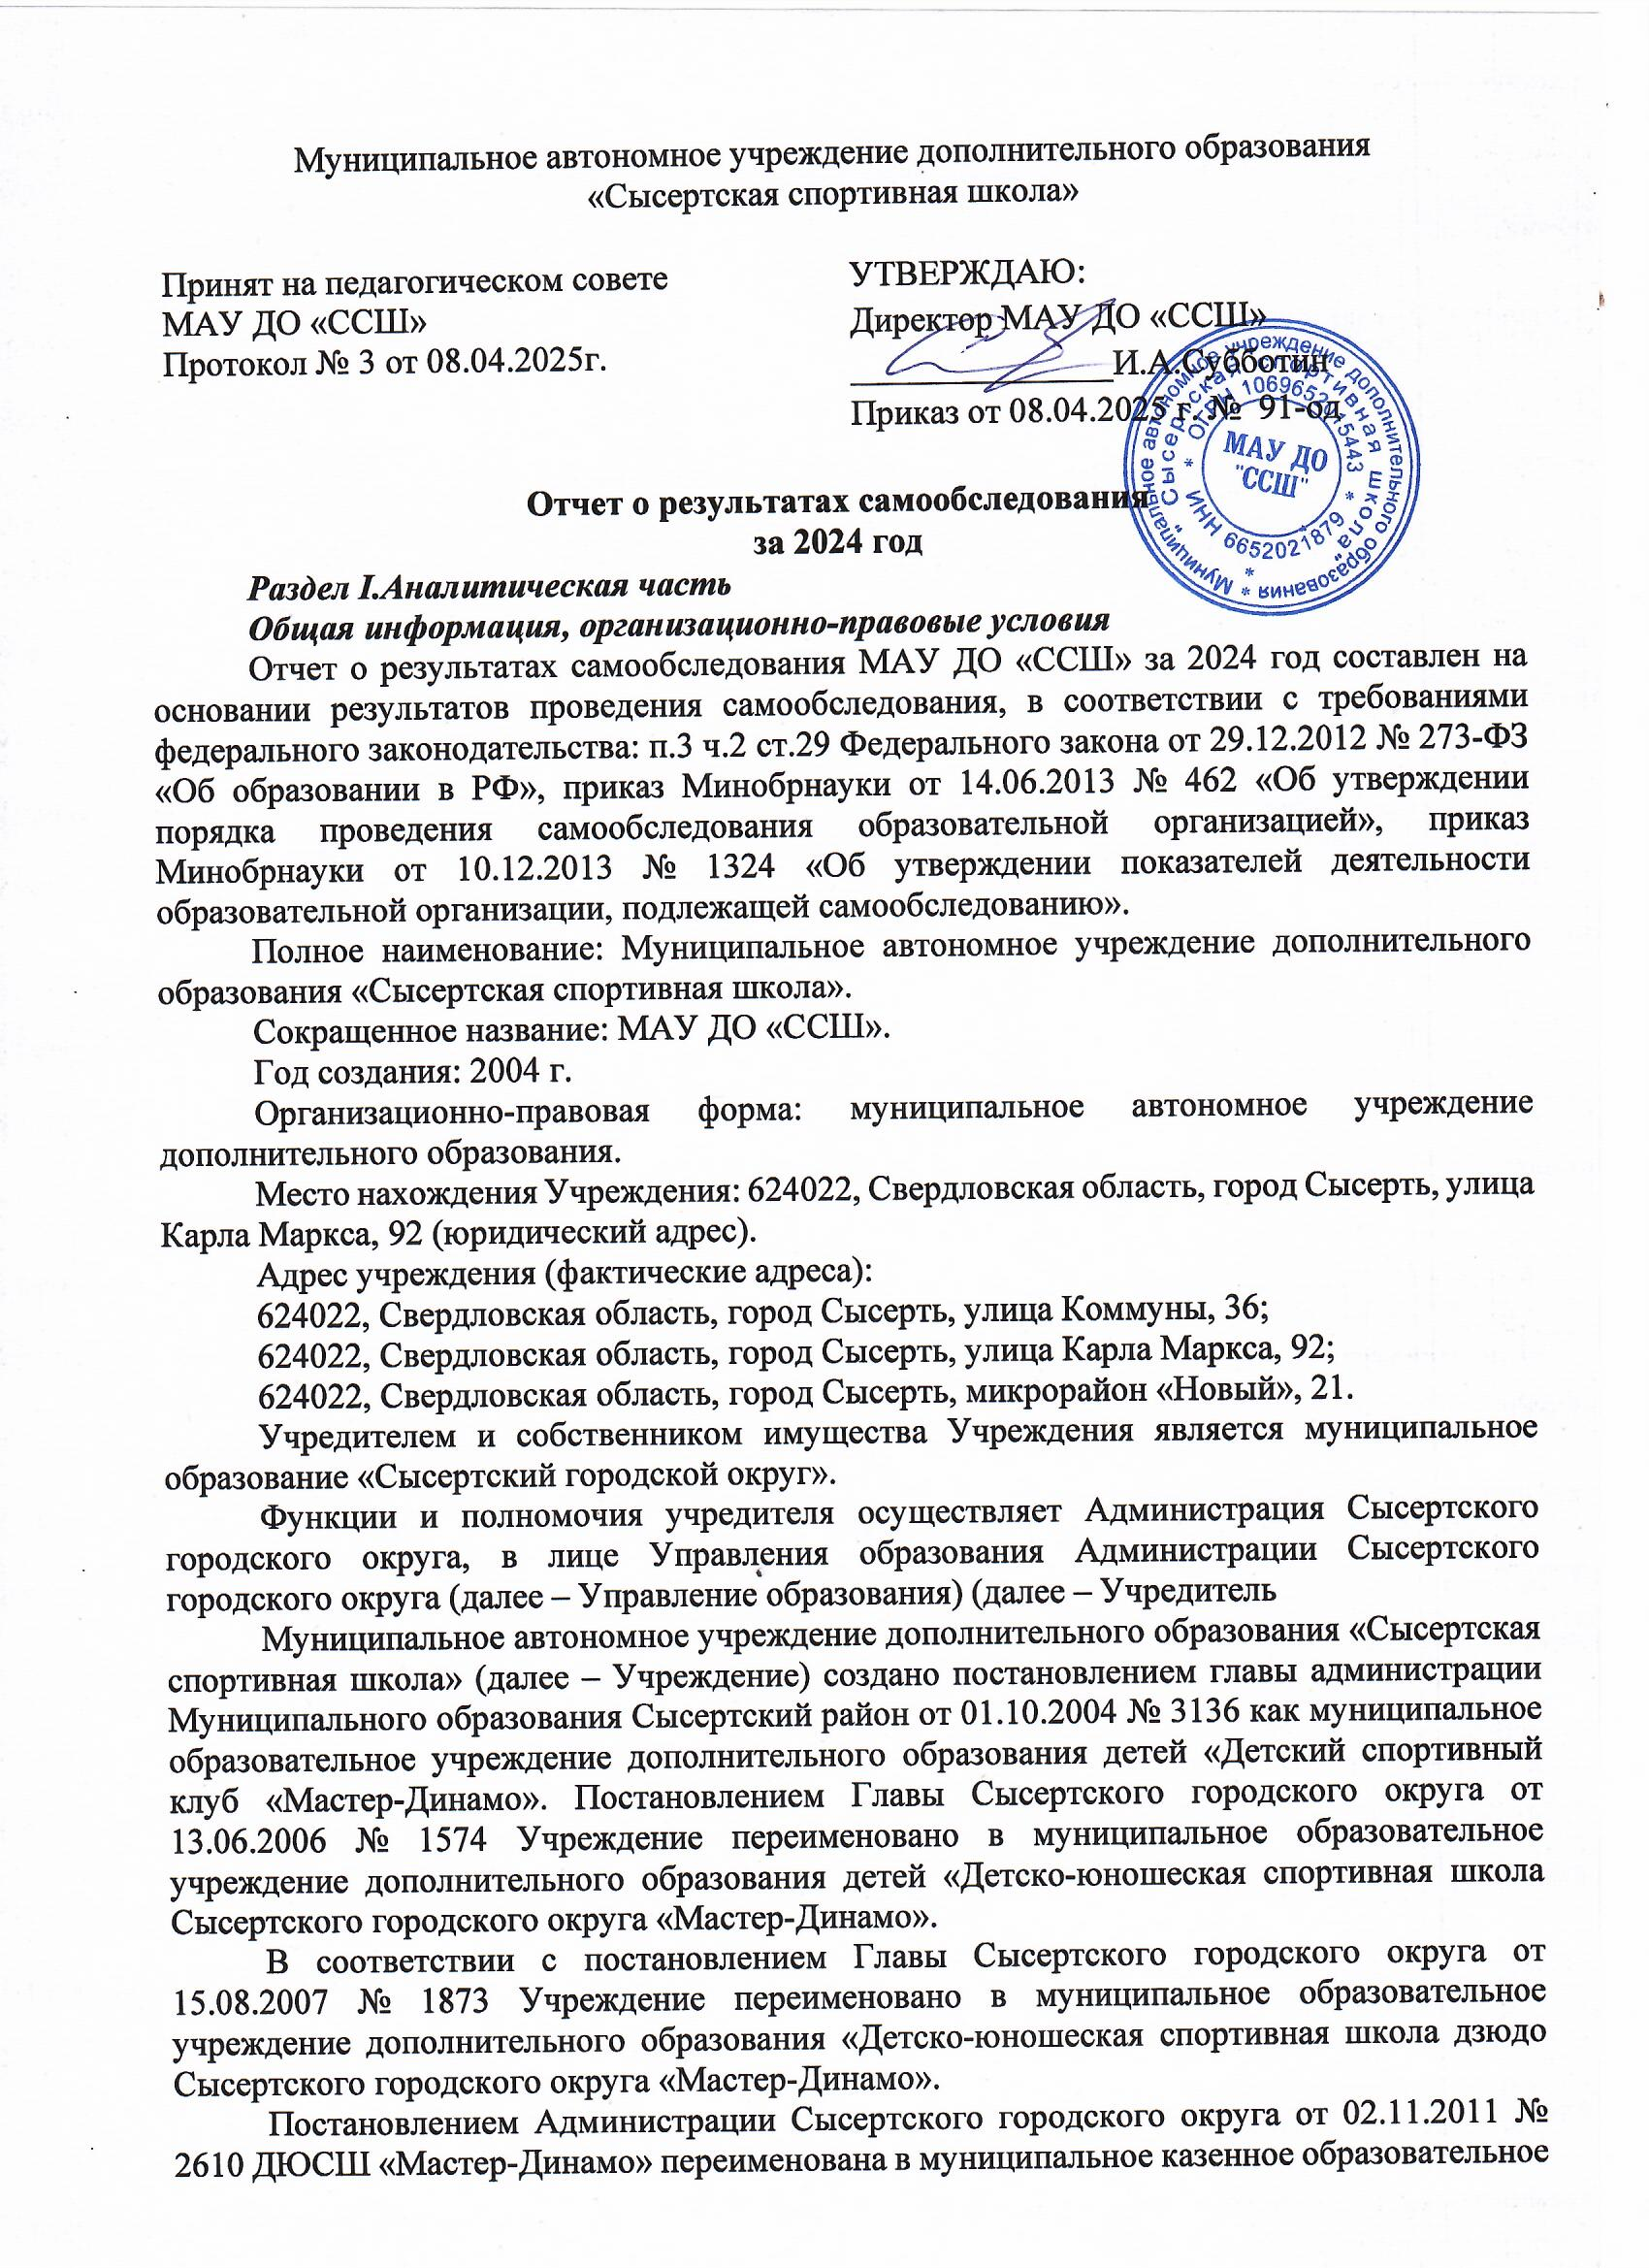 Муниципальное автономное учреждение дополнительного образования
«Сысертская спортивная школа»
Принят на педагогическом совете
МАУ ДО «ССШ»
Протокол № 3 от 08.04.2025г.
УТВЕРЖДАЮ:
Директор МАУ ДО «ССШ»
И.А.Субботин
Приказ от 08.04.2025 г. № 91-од
Муниципальное автономное учреждение дополнительного образования *
"Сысертская спортивная школа"
* ОГРН 1069652015443 * ИНН 6652021879 *
МАУ ДО
"ССШ"
Отчет о результатах самообследования
за 2024 год
Раздел I.Аналитическая часть
Общая информация, организационно-правовые условия
Отчет о результатах самообследования МАУ ДО «ССШ» за 2024 год составлен на
основании результатов проведения самообследования, в соответствии с требованиями
федерального законодательства: п.3 ч.2 ст.29 Федерального закона от 29.12.2012 № 273-ФЗ
«Об образовании в РФ», приказ Минобрнауки от 14.06.2013 № 462 «Об утверждении
порядка проведения самообследования образовательной организацией», приказ
Минобрнауки от 10.12.2013 № 1324 «Об утверждении показателей деятельности
образовательной организации, подлежащей самообследованию».
Полное наименование: Муниципальное автономное учреждение дополнительного
образования «Сысертская спортивная школа».
Сокращенное название: МАУ ДО «ССШ».
Год создания: 2004 г.
Организационно-правовая форма: муниципальное автономное учреждение
дополнительного образования.
Место нахождения Учреждения: 624022, Свердловская область, город Сысерть, улица
Карла Маркса, 92 (юридический адрес).
Адрес учреждения (фактические адреса):
624022, Свердловская область, город Сысерть, улица Коммуны, 36;
624022, Свердловская область, город Сысерть, улица Карла Маркса, 92;
624022, Свердловская область, город Сысерть, микрорайон «Новый», 21.
Учредителем и собственником имущества Учреждения является муниципальное
образование «Сысертский городской округ».
Функции и полномочия учредителя осуществляет Администрация Сысертского
городского округа, в лице Управления образования Администрации Сысертского
городского округа (далее – Управление образования) (далее – Учредитель
Муниципальное автономное учреждение дополнительного образования «Сысертская
спортивная школа» (далее – Учреждение) создано постановлением главы администрации
Муниципального образования Сысертский район от 01.10.2004 № 3136 как муниципальное
образовательное учреждение дополнительного образования детей «Детский спортивный
клуб «Мастер-Динамо». Постановлением Главы Сысертского городского округа от
13.06.2006 № 1574 Учреждение переименовано в муниципальное образовательное
учреждение дополнительного образования детей «Детско-юношеская спортивная школа
Сысертского городского округа «Мастер-Динамо».
В соответствии с постановлением Главы Сысертского городского округа от
15.08.2007 № 1873 Учреждение переименовано в муниципальное образовательное
учреждение дополнительного образования «Детско-юношеская спортивная школа дзюдо
Сысертского городского округа «Мастер-Динамо».
Постановлением Администрации Сысертского городского округа от 02.11.2011 №
2610 ДЮСШ «Мастер-Динамо» переименована в муниципальное казенное образовательное